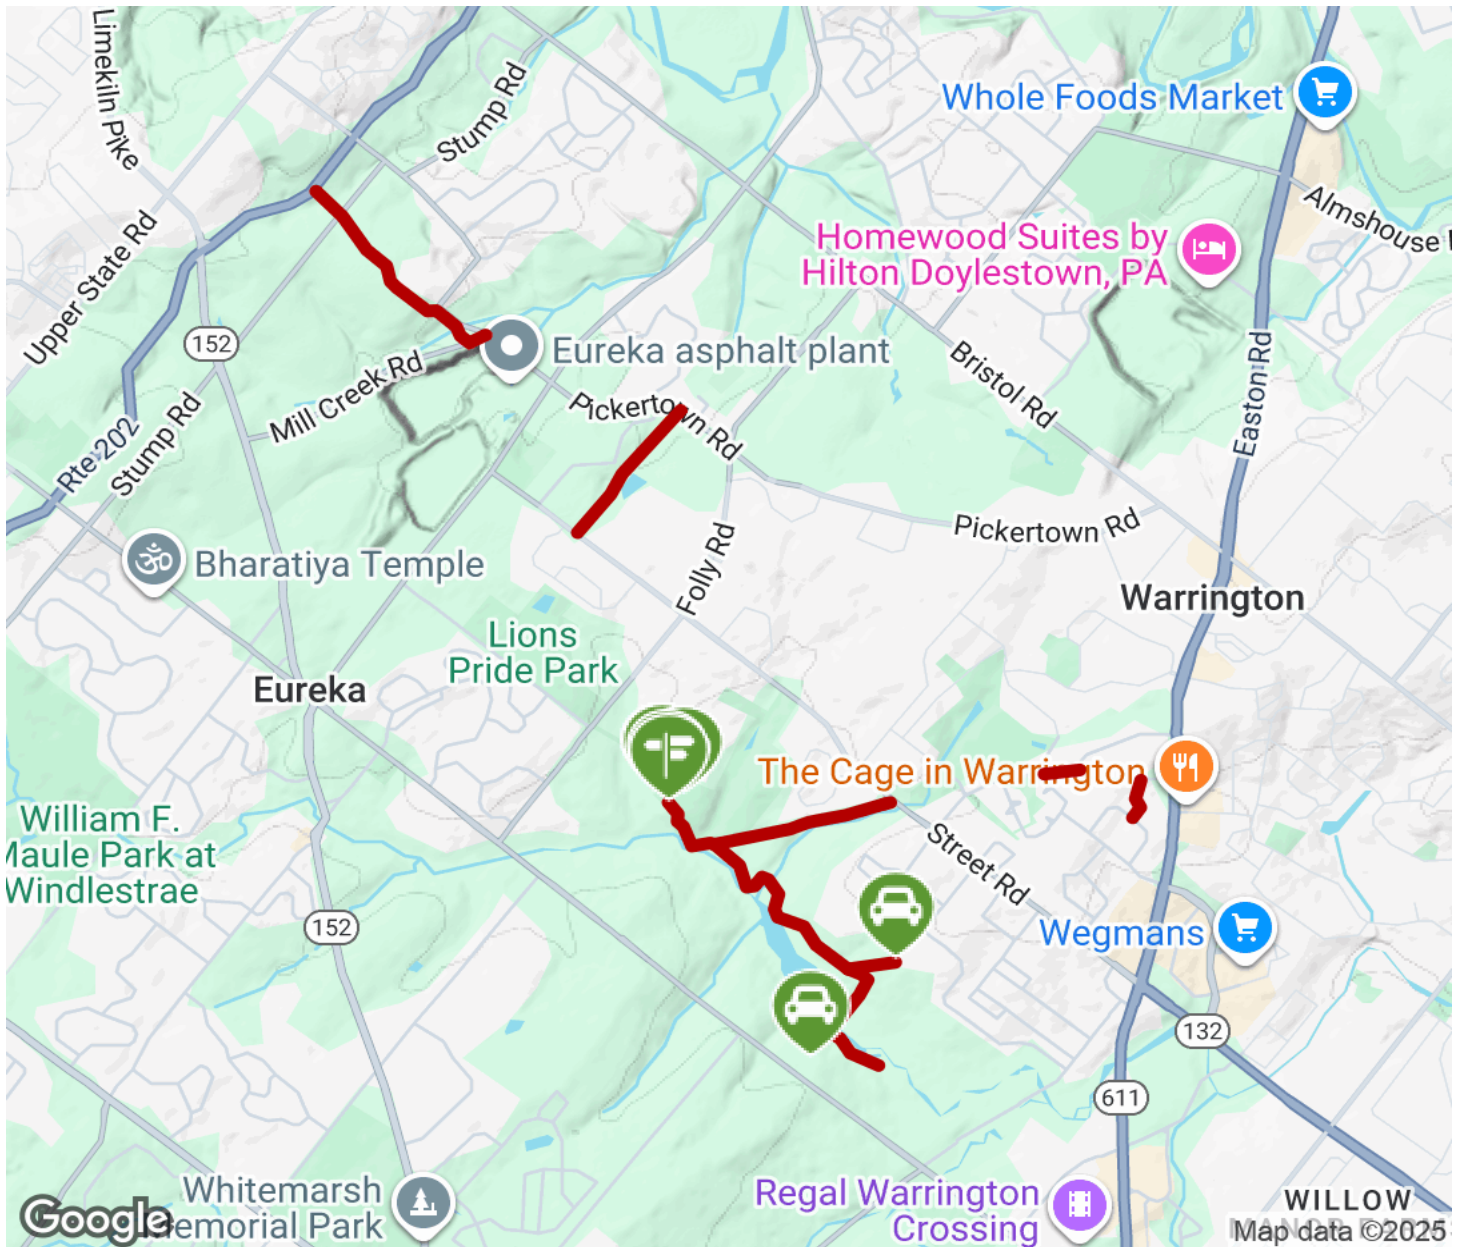 Limekiln Pike
Stump Rd
Whole Foods Market
Almshouse
Upper State Rd
Homewood Suites by
Hilton Doylestown, PA
152
Eureka asphalt plant
Mill Creek Rd
Bristol Rd
Easton Rd
Pickertown Rd
Rte 202
Stump Rd
Pickertown Rd
Bharatiya Temple
Folly Rd
Warrington
Lions
Pride Park
Eureka
The Cage in Warrington
William F.
Maule Park at
Windlestrae
Street Rd
152
Wegmans
132
611
Whitemarsh
Memorial Park
Regal Warrington
Crossing
WILLOW
Google
Map data ©2025